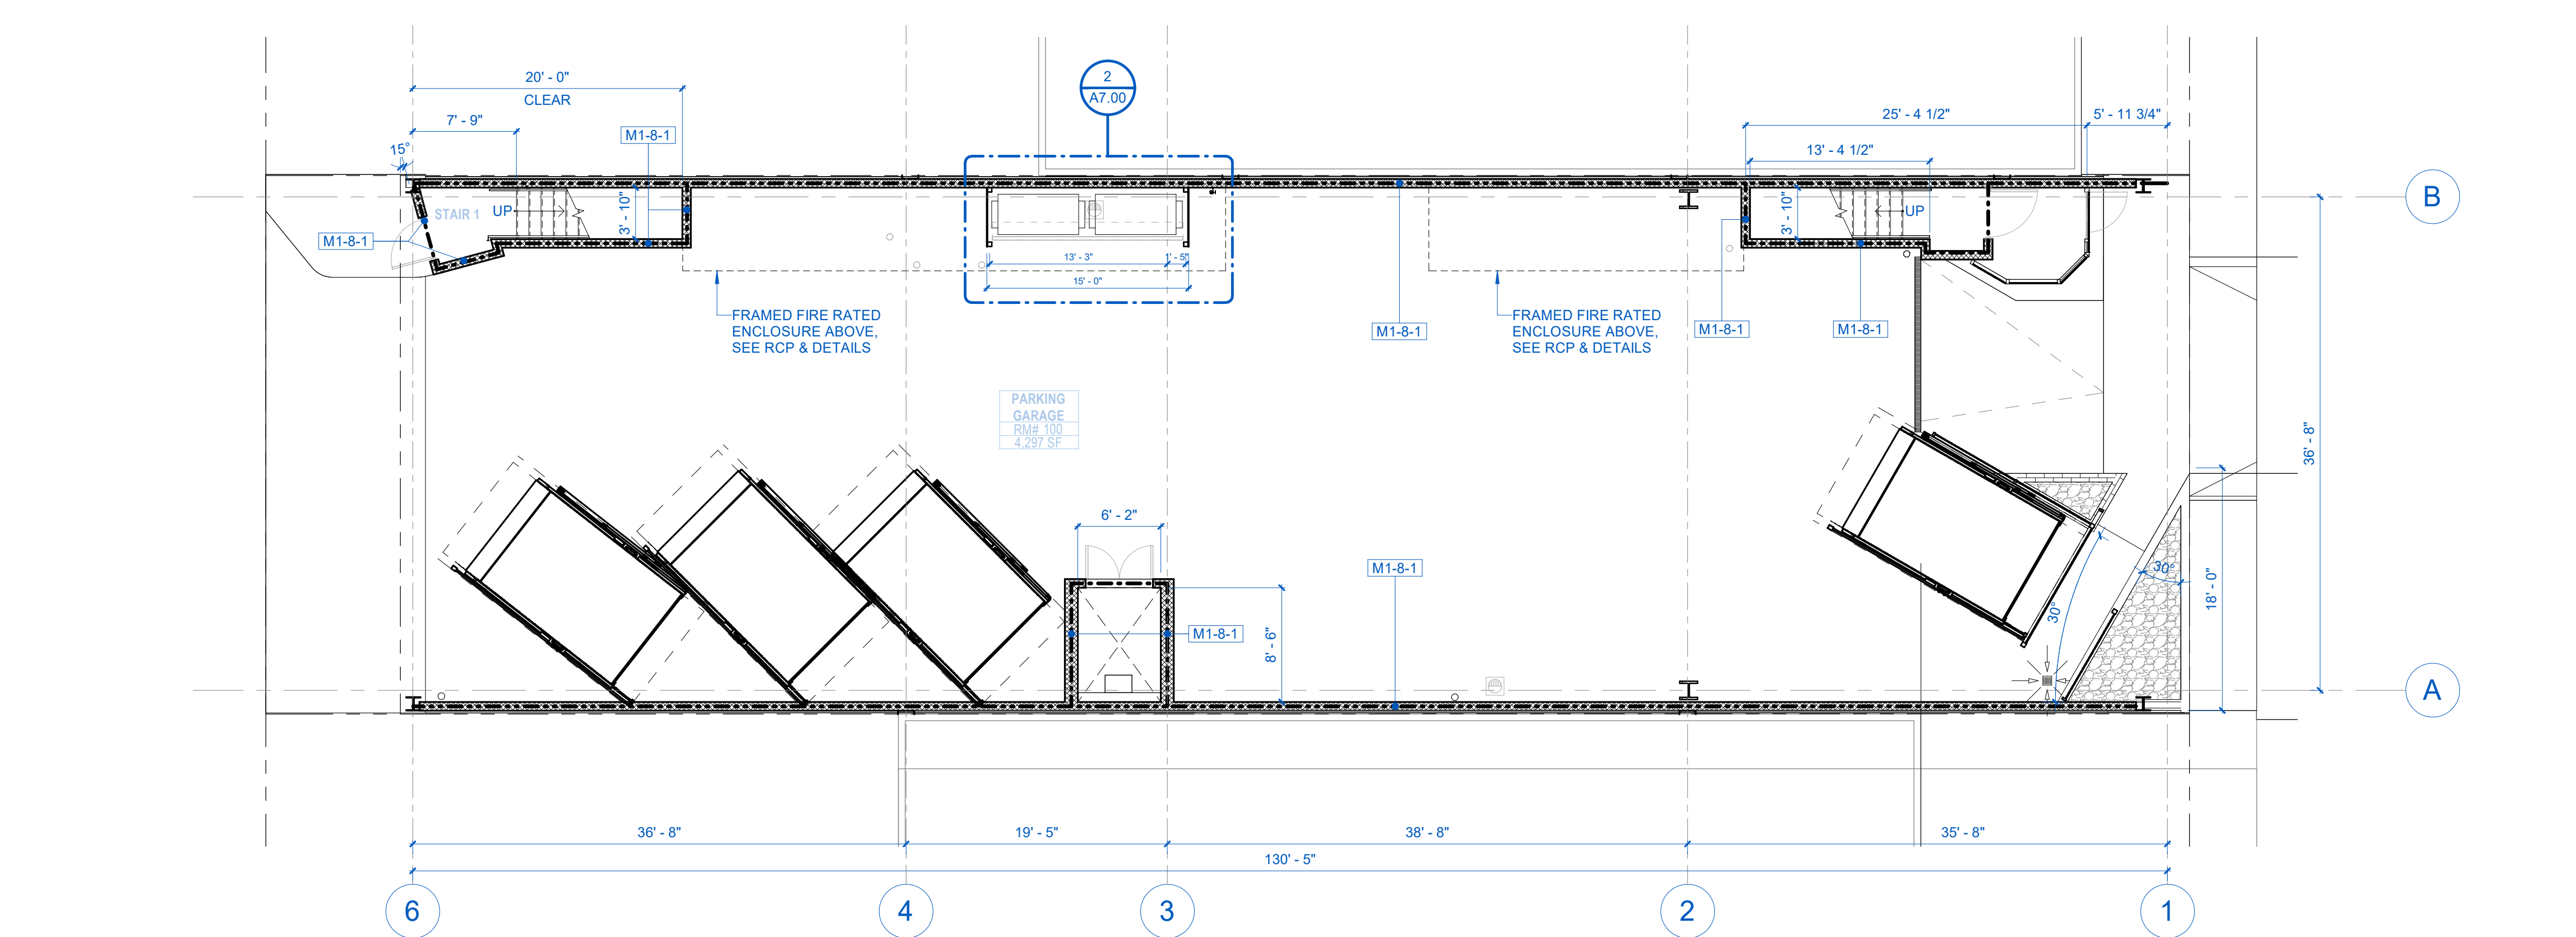 2
A7.00
20' - 0"
CLEAR
7' - 9"
M1-8-1
15°
25' - 4 1/2"
5' - 11 3/4"
13' - 4 1/2"
STAIR 1
UP
3' - 10"
M1-8-1
3' - 10"
UP
B
13' - 3"
1' - 5"
15' - 0"
FRAMED FIRE RATED
ENCLOSURE ABOVE,
SEE RCP & DETAILS
M1-8-1
FRAMED FIRE RATED
ENCLOSURE ABOVE,
SEE RCP & DETAILS
M1-8-1
M1-8-1
PARKING
GARAGE
RM# 100
4,297 SF
36' - 8"
6' - 2"
M1-8-1
30°
18' - 0"
30°
8' - 6"
M1-8-1
A
36' - 8"
19' - 5"
38' - 8"
35' - 8"
130' - 5"
6
4
3
2
1